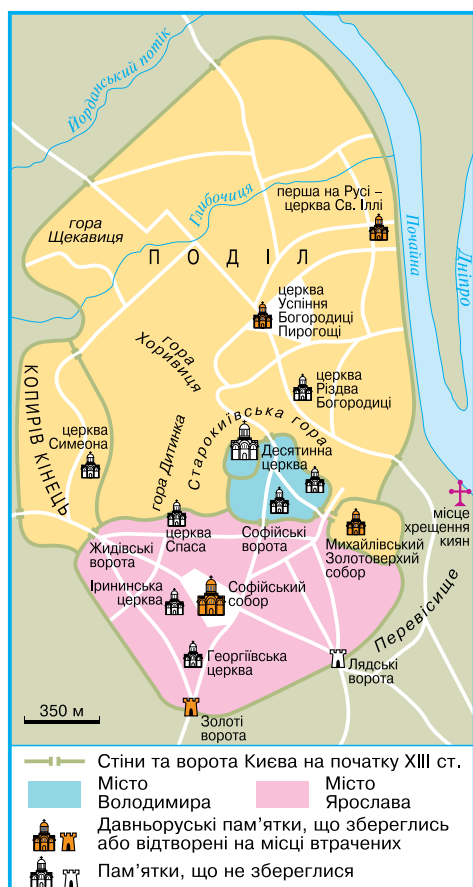 Йорданський потік
Глибочиця
перша на Русі –
церква Св. Іллі
гора
Щекавиця
ПОДІЛ
Почайна
Дніпро
церква
Успіння
Богородиці
Пирогощі
гора
Хоривиця
церква
Різдва
Богородиці
КОПИРІВ КІНЕЦЬ
церква
Симеона
гора Дитинка
Старокиївська гора
Десятинна
церква
місце
хрещення
киян
церква
Спаса
Софійські
ворота
Михайлівський
Золотоверхий
собор
Жидівські
ворота
Ірининська
церква
Софійський
собор
Перевісище
Георгіївська
церква
Лядські
ворота
350 м
Золоті
ворота
Стіни та ворота Києва на початку XIII ст.
Місто
Володимира
Місто
Ярослава
Давньоруські пам'ятки, що збереглись
або відтворені на місці втрачених
Пам'ятки, що не збереглися